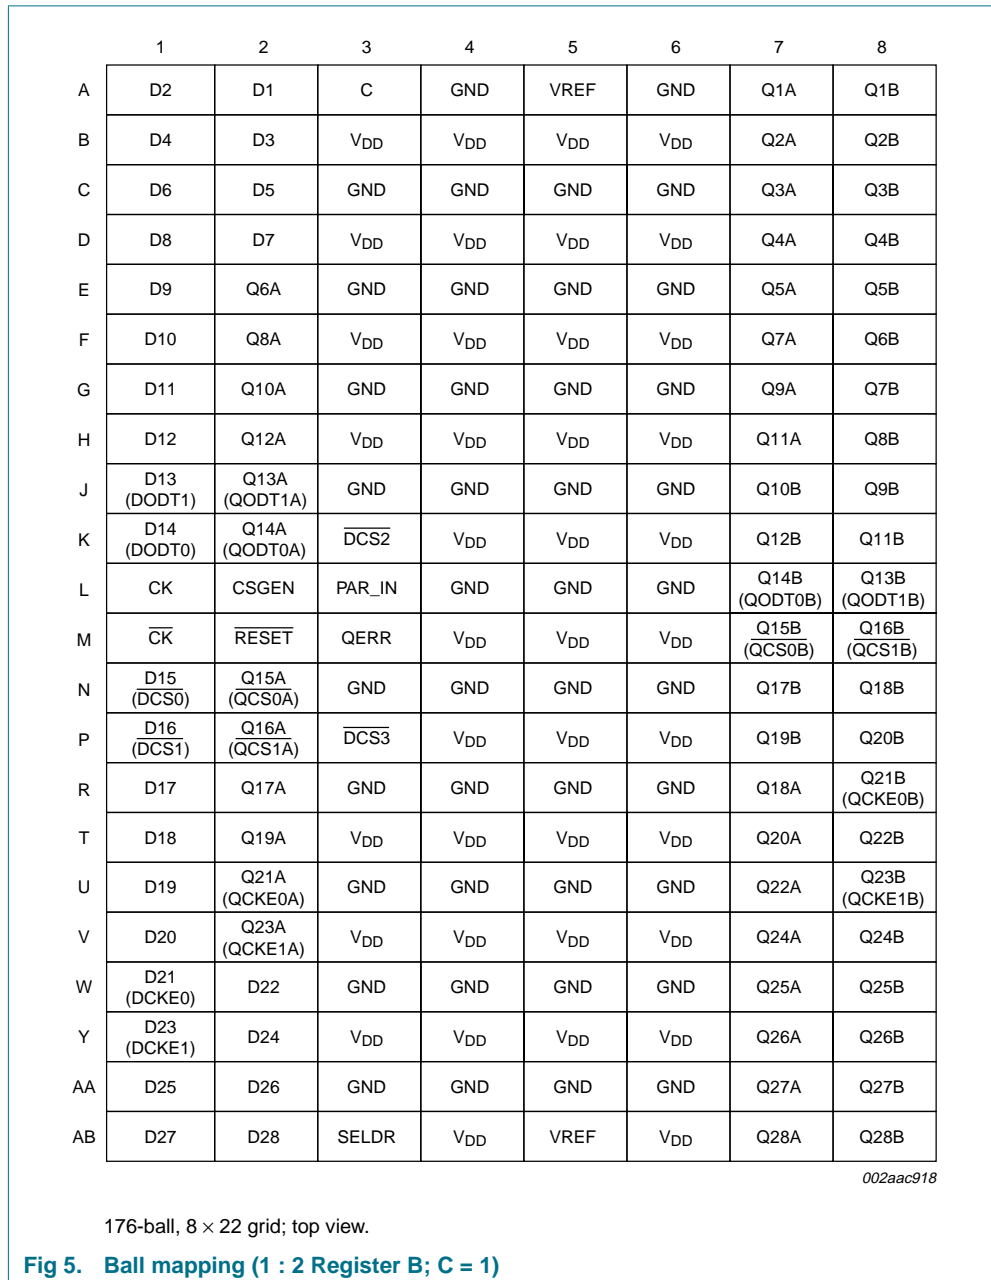 1 2 3 4 5 6 7 8
A D2 D1 C GND VREF GND Q1A Q1B
B D4 D3 VDD VDD VDD VDD Q2A Q2B
C D6 D5 GND GND GND GND Q3A Q3B
D D8 D7 VDD VDD VDD VDD Q4A Q4B
E D9 Q6A GND GND GND GND Q5A Q5B
F D10 Q8A VDD VDD VDD VDD Q7A Q6B
G D11 Q10A GND GND GND GND Q9A Q7B
H D12 Q12A VDD VDD VDD VDD Q11A Q8B
J D13 (DODT1) Q13A (QODT1A) GND GND GND GND Q10B Q9B
K D14 (DODT0) Q14A (QODT0A) DCS2 VDD VDD VDD Q12B Q11B
L CK CSGEN PAR_IN GND GND GND Q14B (QODT0B) Q13B (QODT1B)
M CK RESET QERR VDD VDD VDD Q15B (QCS0B) Q16B (QCS1B)
N D15 (DCS0) Q15A (QCS0A) GND GND GND GND Q17B Q18B
P D16 (DCS1) Q16A (QCS1A) DCS3 VDD VDD VDD Q19B Q20B
R D17 Q17A GND GND GND GND Q18A Q21B (QCKE0B)
T D18 Q19A VDD VDD VDD VDD Q20A Q22B
U D19 Q21A (QCKE0A) GND GND GND GND Q22A Q23B (QCKE1B)
V D20 Q23A (QCKE1A) VDD VDD VDD VDD Q24A Q24B
W D21 (DCKE0) D22 GND GND GND GND Q25A Q25B
Y D23 (DCKE1) D24 VDD VDD VDD VDD Q26A Q26B
AA D25 D26 GND GND GND GND Q27A Q27B
AB D27 D28 SELDR VDD VREF VDD Q28A Q28B
002aac918
176-ball, 8 × 22 grid; top view.
Fig 5. Ball mapping (1 : 2 Register B; C = 1)